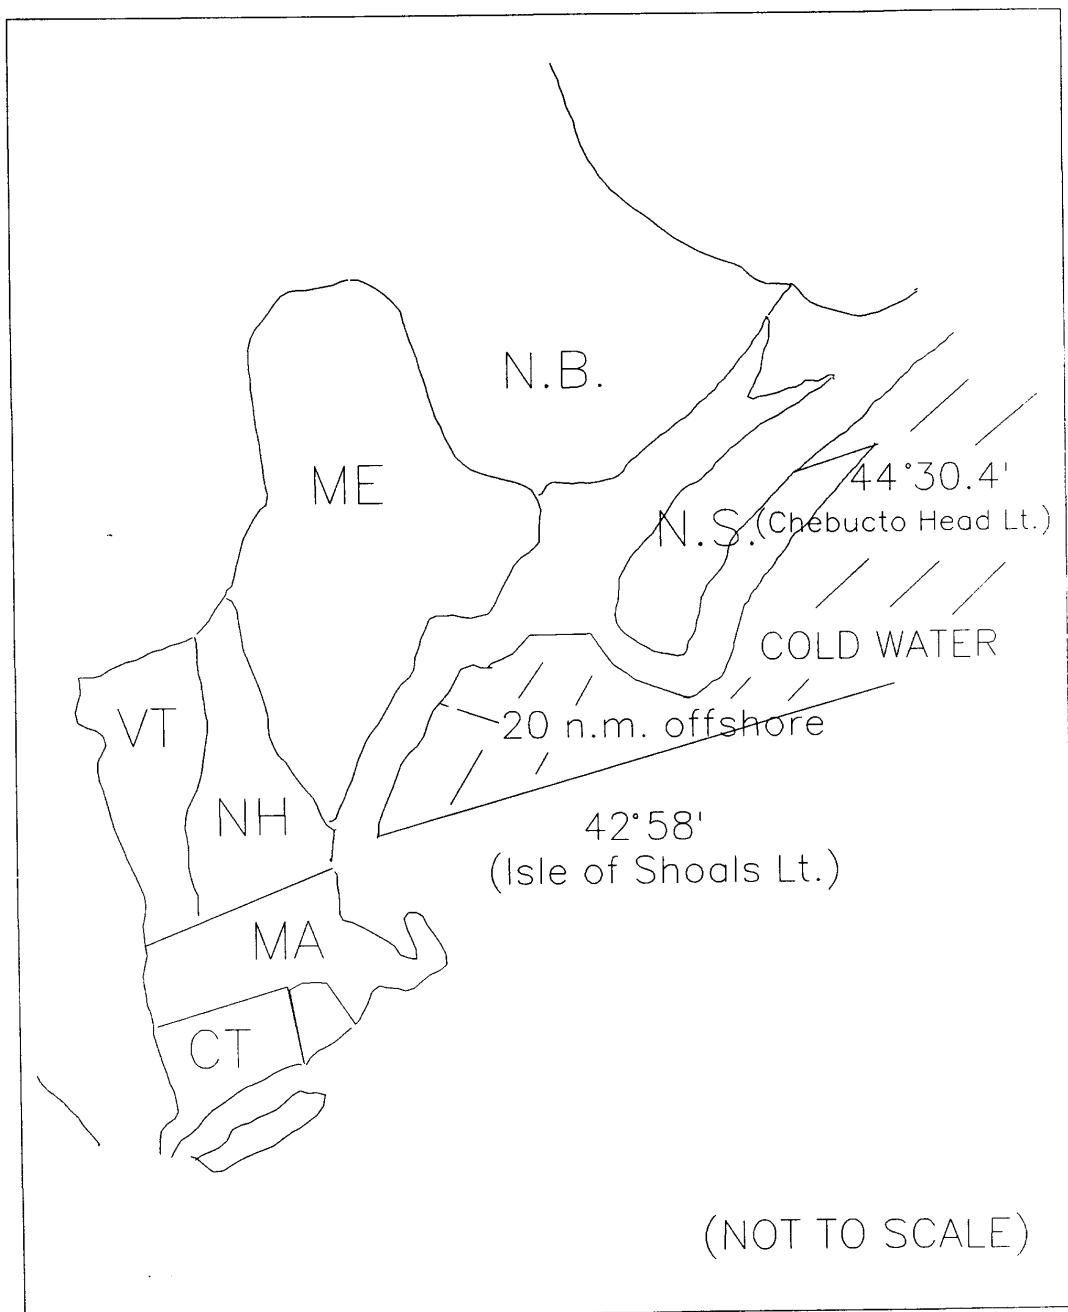 N.B.
ME
44°30.4'
N.S. (Chebucto Head Lt.)
COLD WATER
VT
20 n.m. offshore
NH
42°58'
(Isle of Shoals Lt.)
MA
CT
(NOT TO SCALE)